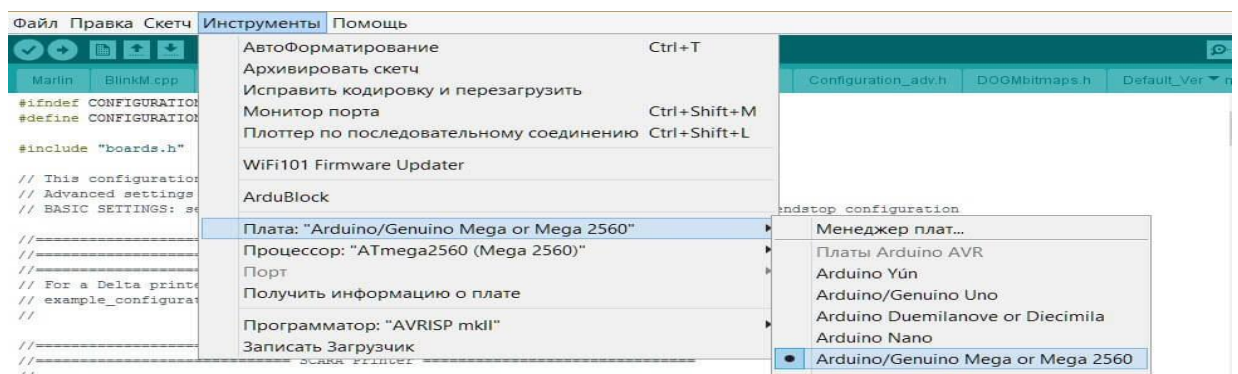 Файл Правка Скетч Инструменты Помощь
Marlin BlinkM.cpp Configuration_adv.h DOGMbitmaps.h Default_Ver
#ifndef CONFIGURATION
#define CONFIGURATION
#include "boards.h"
// This configuration
// Advanced settings
// BASIC SETTINGS: se
endstop configuration
//====================
//====================
//====================
// For a Delta printe
// example_configurat
//
//====================
//============================== SCARA Printer ================================
//
АвтоФорматирование Ctrl+T
Архивировать скетч
Исправить кодировку и перезагрузить
Монитор порта Ctrl+Shift+M
Плоттер по последовательному соединению Ctrl+Shift+L
WiFi101 Firmware Updater
ArduBlock
Плата: "Arduino/Genuino Mega or Mega 2560"
Процессор: "ATmega2560 (Mega 2560)"
Порт
Получить информацию о плате
Программатор: "AVRISP mkII"
Записать Загрузчик
Менеджер плат...
Платы Arduino AVR
Arduino Yún
Arduino/Genuino Uno
Arduino Duemilanove or Diecimila
Arduino Nano
Arduino/Genuino Mega or Mega 2560